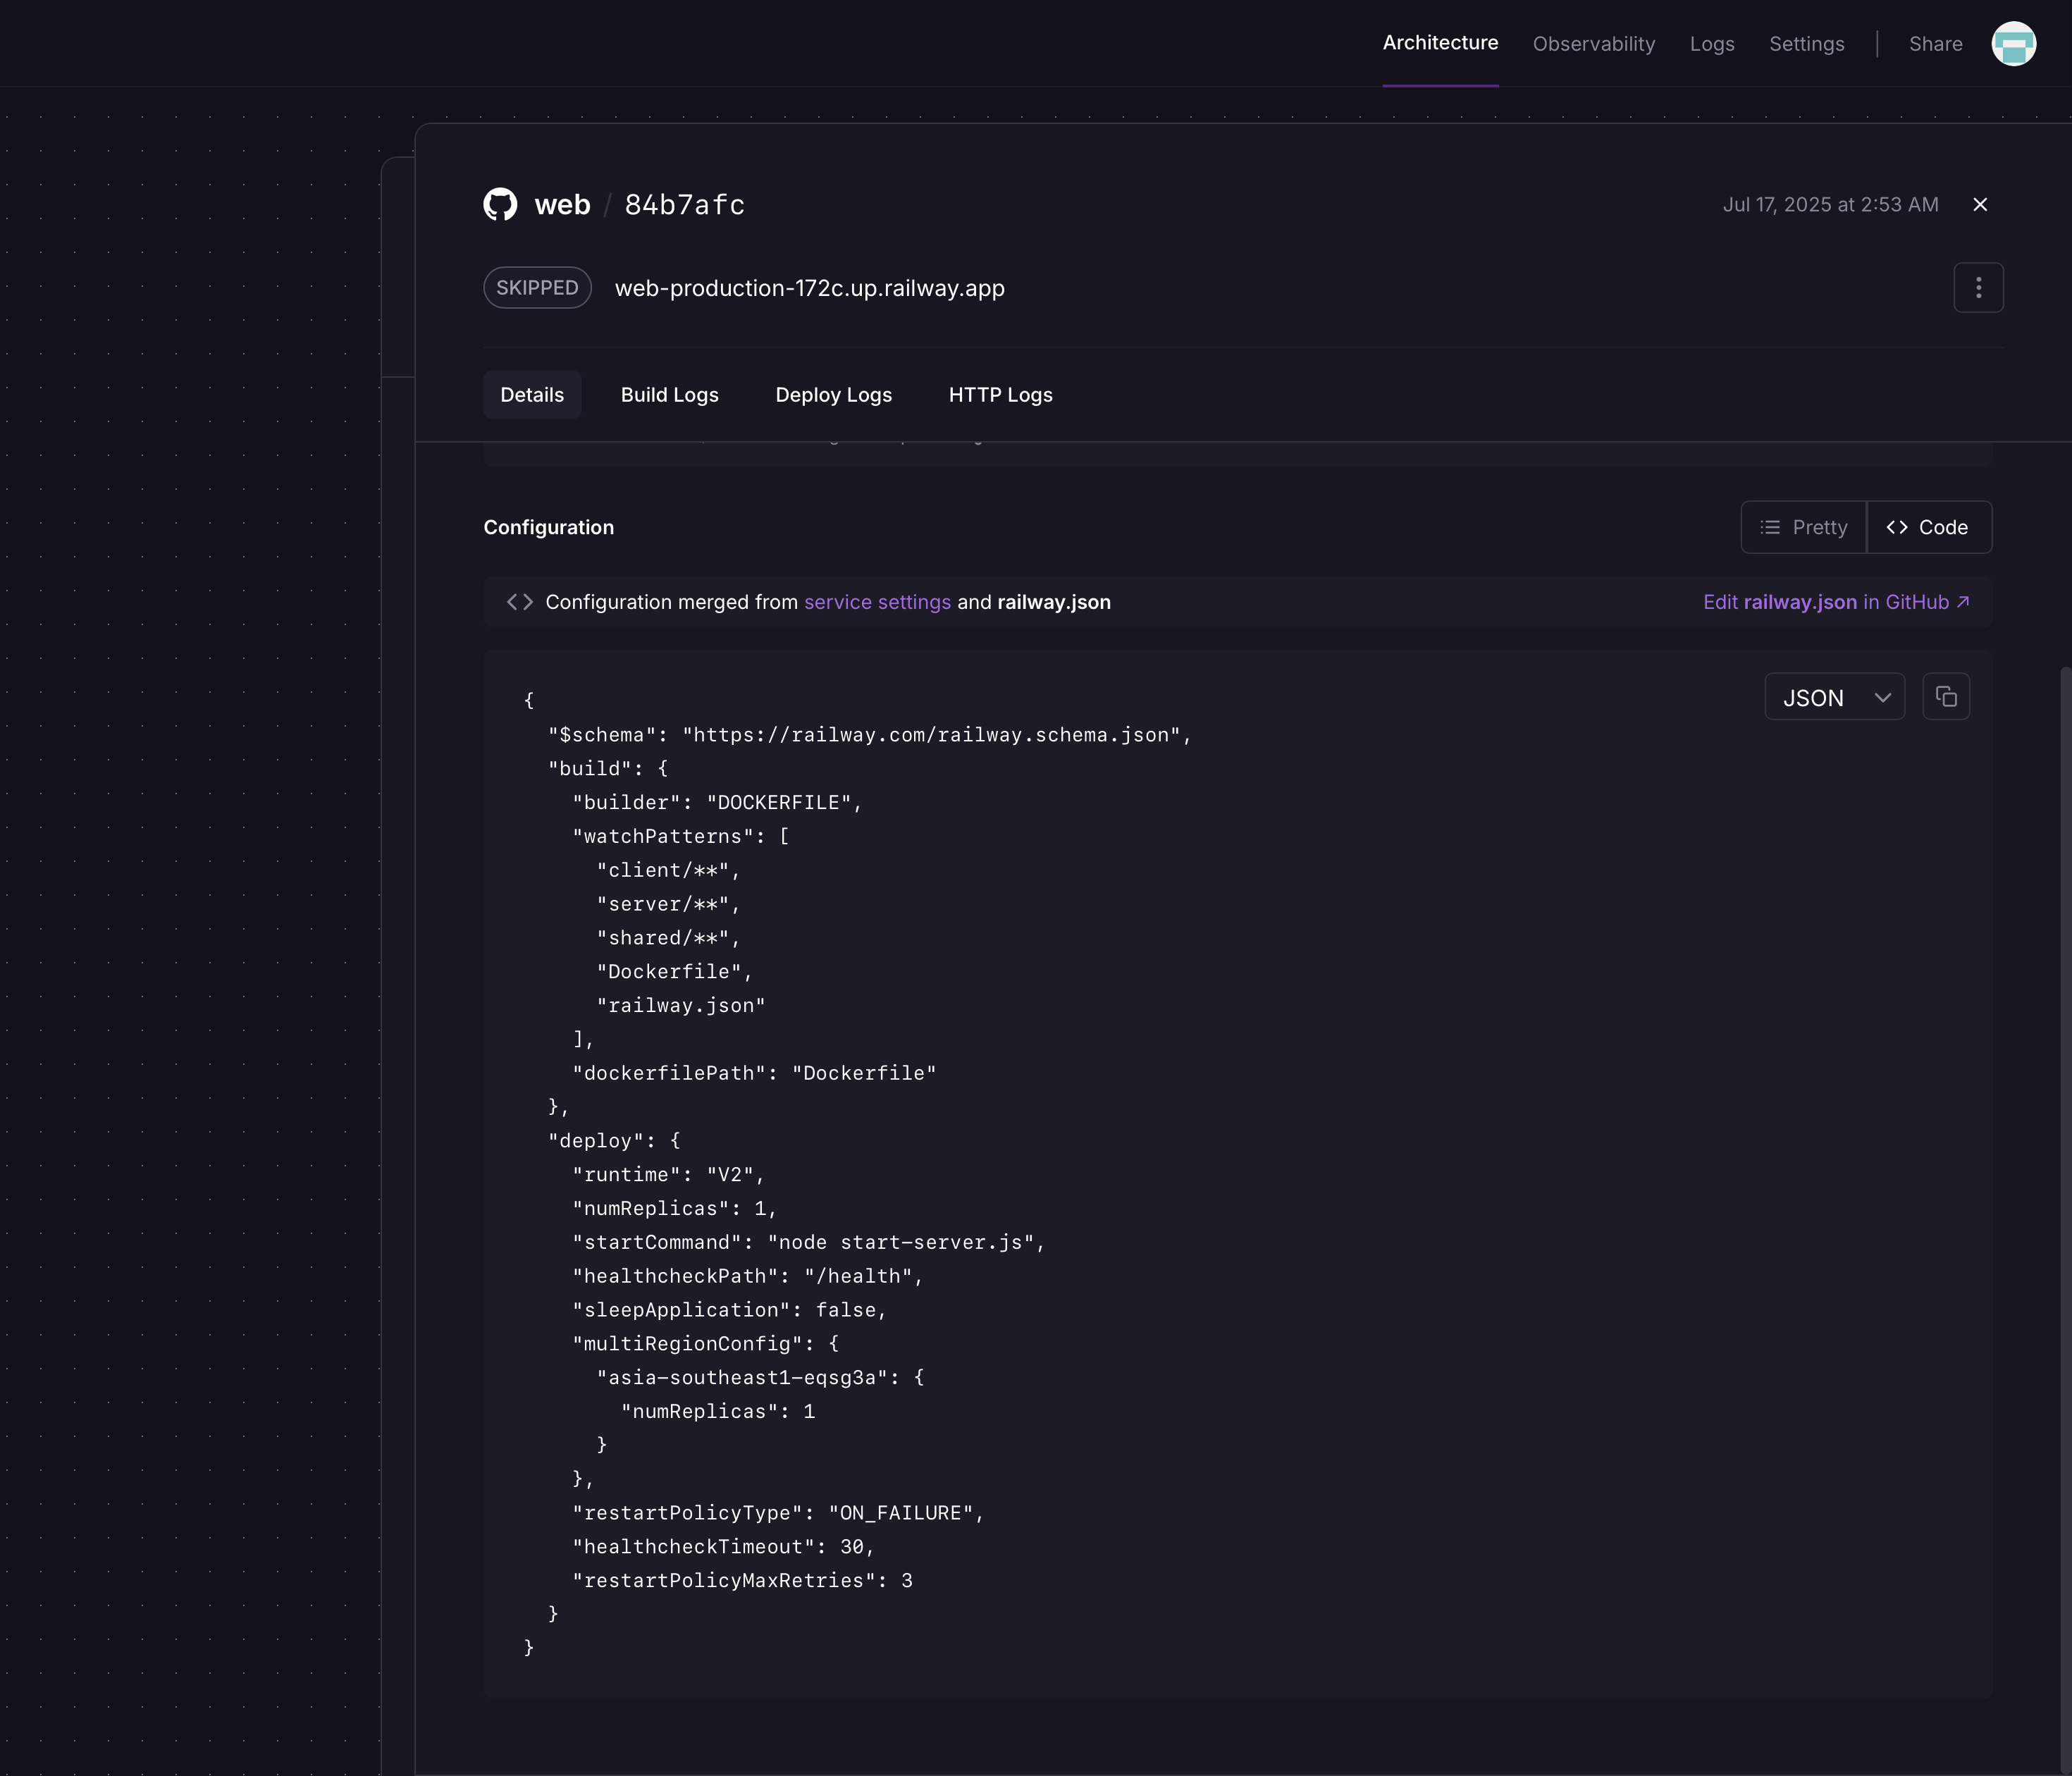 Architecture Observability Logs Settings | Share
web / 84b7afc
Jul 17, 2025 at 2:53 AM
SKIPPED web-production-172c.up.railway.app
Details Build Logs Deploy Logs HTTP Logs
Configuration
Pretty Code
Configuration merged from service settings and railway.json
Edit railway.json in GitHub
JSON
{
  "$schema": "https://railway.com/railway.schema.json",
  "build": {
    "builder": "DOCKERFILE",
    "watchPatterns": [
      "client/**",
      "server/**",
      "shared/**",
      "Dockerfile",
      "railway.json"
    ],
    "dockerfilePath": "Dockerfile"
  },
  "deploy": {
    "runtime": "V2",
    "numReplicas": 1,
    "startCommand": "node start-server.js",
    "healthcheckPath": "/health",
    "sleepApplication": false,
    "multiRegionConfig": {
      "asia-southeast1-eqsg3a": {
        "numReplicas": 1
      }
    },
    "restartPolicyType": "ON_FAILURE",
    "healthcheckTimeout": 30,
    "restartPolicyMaxRetries": 3
  }
}